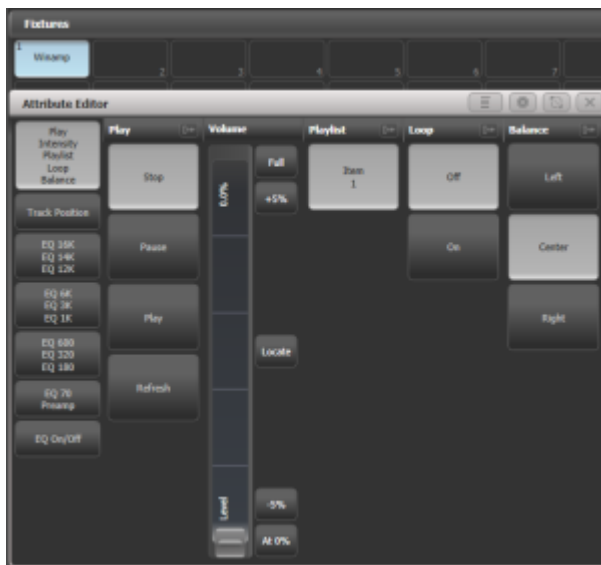 Fixtures
1
Winamp
2
3
4
5
6
7
Attribute Editor
Play
Intensity
Playlist
Loop
Balance
Track Position
EQ 16K
EQ 14K
EQ 12K
EQ 6K
EQ 3K
EQ 1K
EQ 600
EQ 320
EQ 180
EQ 70
Preamp
EQ On/Off
Play
Stop
Pause
Play
Refresh
Volume
0.0%
Level
Full
+5%
Locate
-5%
At 0%
Playlist
Item
1
Loop
Off
On
Balance
Left
Center
Right